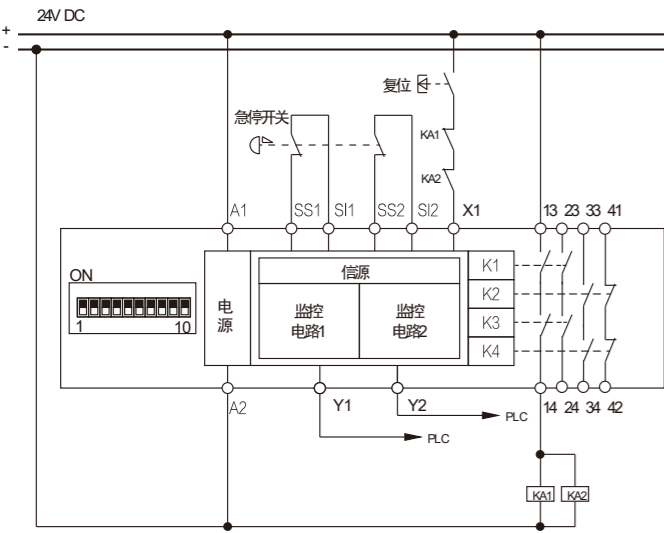 24V DC
+
-
复位
急停开关
KA1
KA2
A1 SS1 SI1 SS2 SI2 X1 13 23 33 41
ON
1 10
电源
信源
监控电路1
监控电路2
K1
K2
K3
K4
A2 Y1 Y2 14 24 34 42
PLC
PLC
KA1 KA2